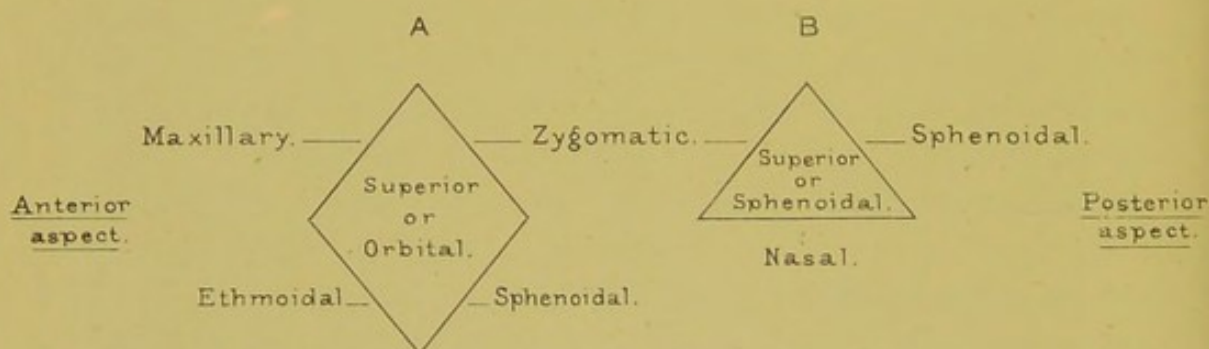 A B
Maxillary. Zygomatic. Sphenoidal.
Superior
or
Orbital.
Superior
or
Sphenoidal.
Anterior
aspect.
Posterior
aspect.
Nasal.
Ethmoidal Sphenoidal.